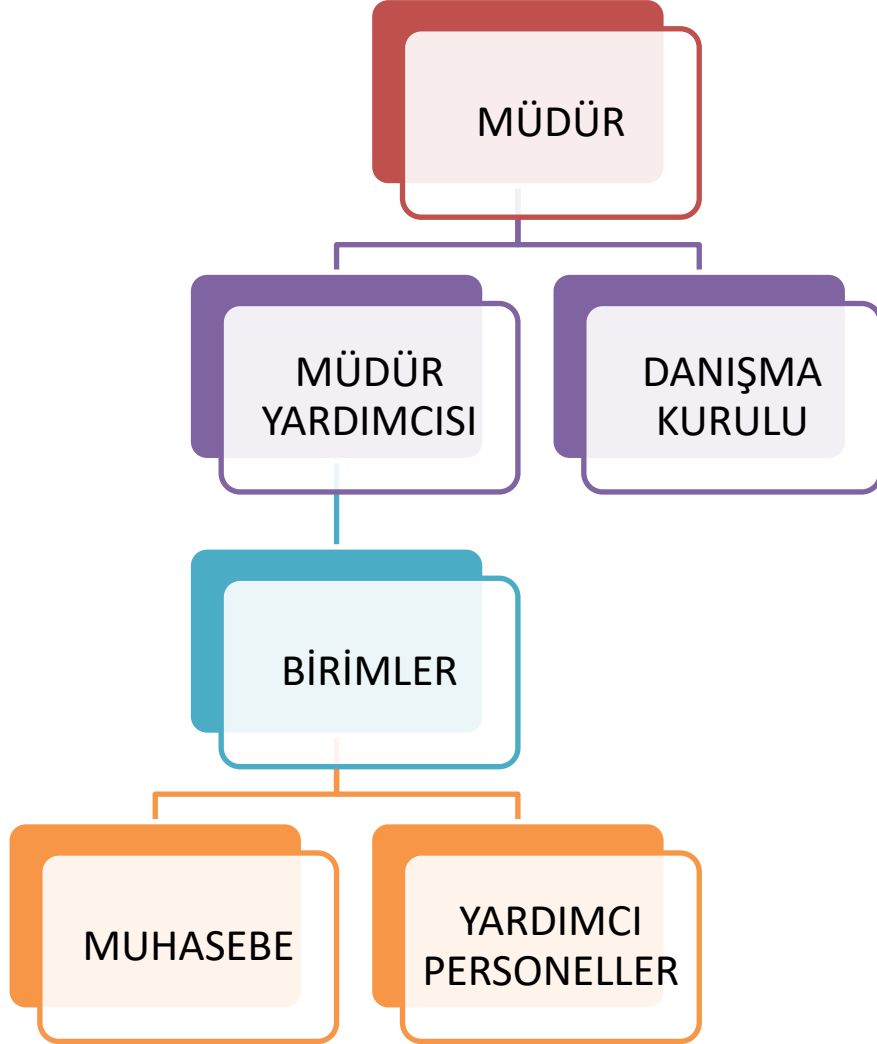 MÜDÜR
MÜDÜR
YARDIMCISI
DANIŞMA
KURULU
BİRİMLER
MUHASEBE
YARDIMCI
PERSONELLER